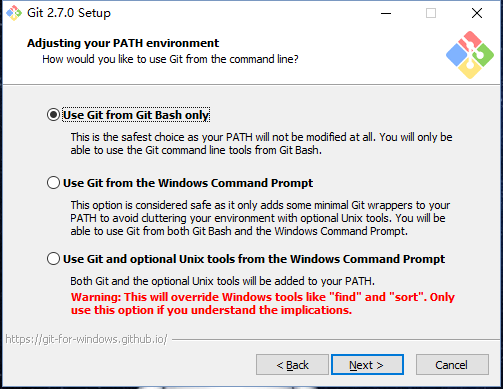 Git 2.7.0 Setup
Adjusting your PATH environment
How would you like to use Git from the command line?
Use Git from Git Bash only
This is the safest choice as your PATH will not be modified at all. You will only
be able to use the Git command line tools from Git Bash.
Use Git from the Windows Command Prompt
This option is considered safe as it only adds some minimal Git wrappers to your
PATH to avoid cluttering your environment with optional Unix tools. You will be
able to use Git from both Git Bash and the Windows Command Prompt.
Use Git and optional Unix tools from the Windows Command Prompt
Both Git and the optional Unix tools will be added to your PATH.
Warning: This will override Windows tools like "find" and "sort". Only
use this option if you understand the implications.
https://git-for-windows.github.io/
< Back
Next >
Cancel